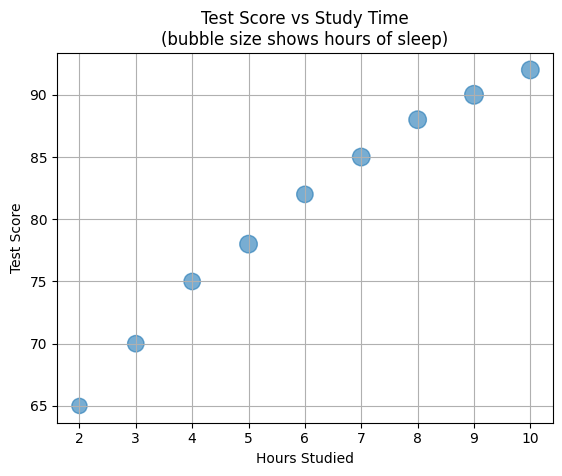 Test Score vs Study Time
(bubble size shows hours of sleep)
90
85
80
75
70
65
Test Score
2 3 4 5 6 7 8 9 10
Hours Studied